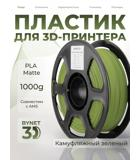 ПЛАСТИК
ДЛЯ 3D-ПРИНТЕРА
PLA
Matte
1000g
Совместим
с AMS
BYNET
3D
Камуфляжный зеленый